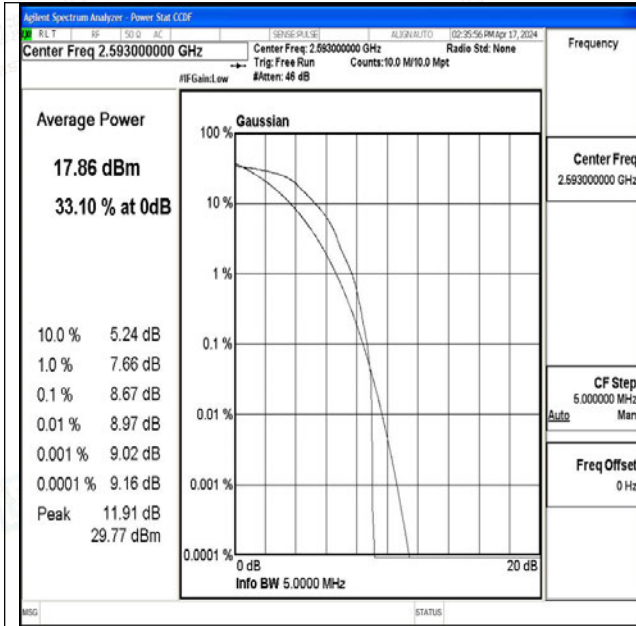 Agilent Spectrum Analyzer - Power Stat CCDF
RLT RF 50 Ω AC SENSE:PULSE ALIGN AUTO 02:35:56 PM Apr 17, 2024
Center Freq 2.593000000 GHz
Center Freq: 2.593000000 GHz Radio Std: None
Trig: Free Run Counts:10.0 M/10.0 Mpt
#IFGain:Low #Atten: 46 dB
Frequency
Average Power
17.86 dBm
33.10 % at 0dB
10.0 % 5.24 dB
1.0 % 7.66 dB
0.1 % 8.67 dB
0.01 % 8.97 dB
0.001 % 9.02 dB
0.0001 % 9.16 dB
Peak 11.91 dB
29.77 dBm
Gaussian
100 %
10 %
1 %
0.1 %
0.01 %
0.001 %
0.0001 %
0 dB 20 dB
Info BW 5.0000 MHz
Center Freq
2.593000000 GHz
CF Step
5.000000 MHz
Auto Man
Freq Offset
0 Hz
MSG STATUS